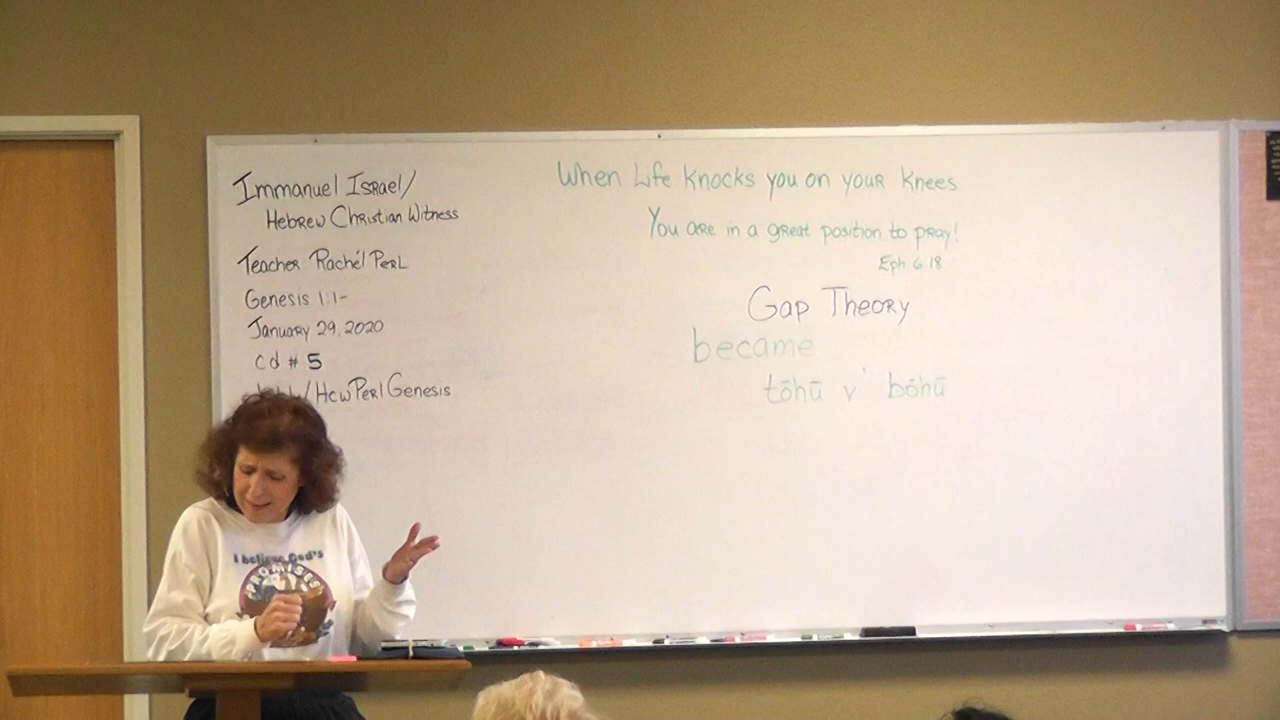 Immanuel Israel/
Hebrew Christian Witness
Teacher Rachél Perl
Genesis 1:1-
January 29, 2020
Cd # 5
/HcwPerlGenesis
When Life Knocks you on your Knees
You are in a great position to pray!
Eph 6:18
Gap Theory
became
tōhū v' bōhū
I believe God's
PROMISES